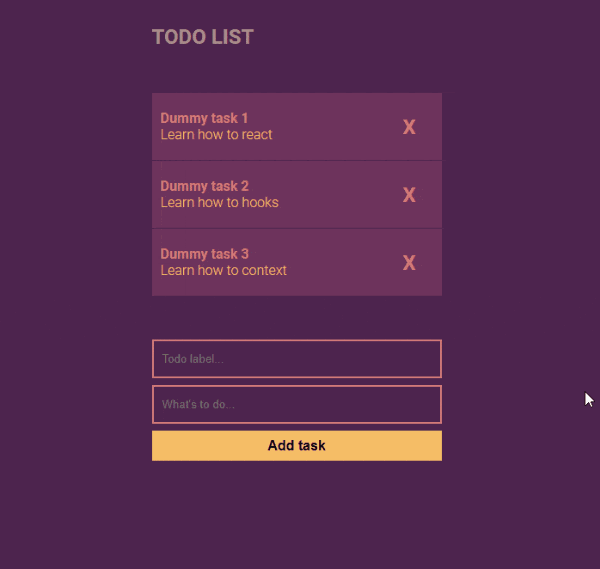 TODO LIST
Dummy task 1
Learn how to react
X
Dummy task 2
Learn how to hooks
X
Dummy task 3
Learn how to context
X
Todo label...
What's to do...
Add task